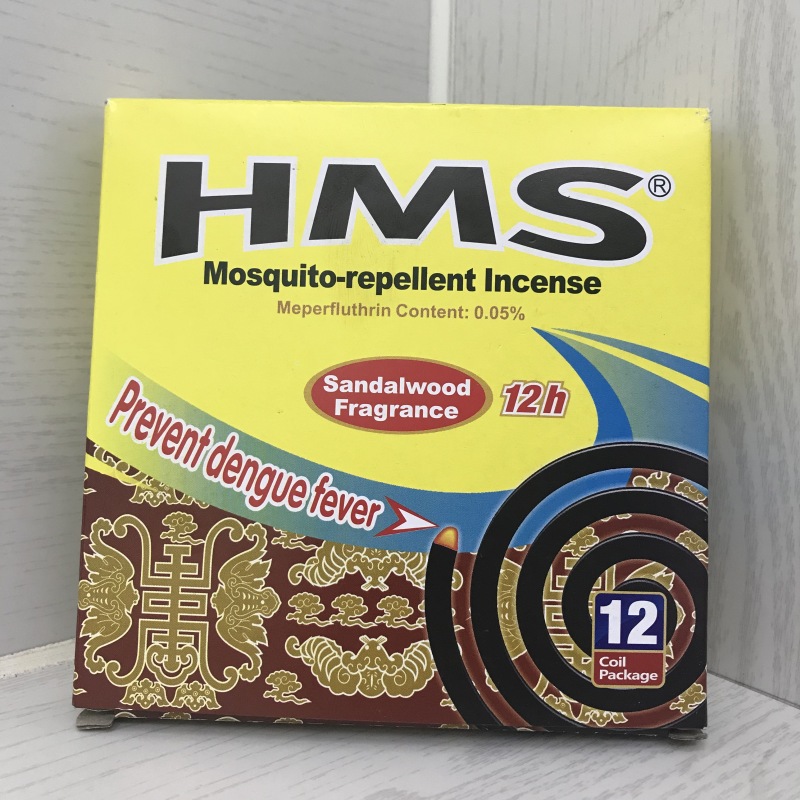 HMS®
Mosquito-repellent Incense
Meperfluthrin Content: 0.05%
Sandalwood
Fragrance
12h
Prevent dengue fever
12
Coil
Package